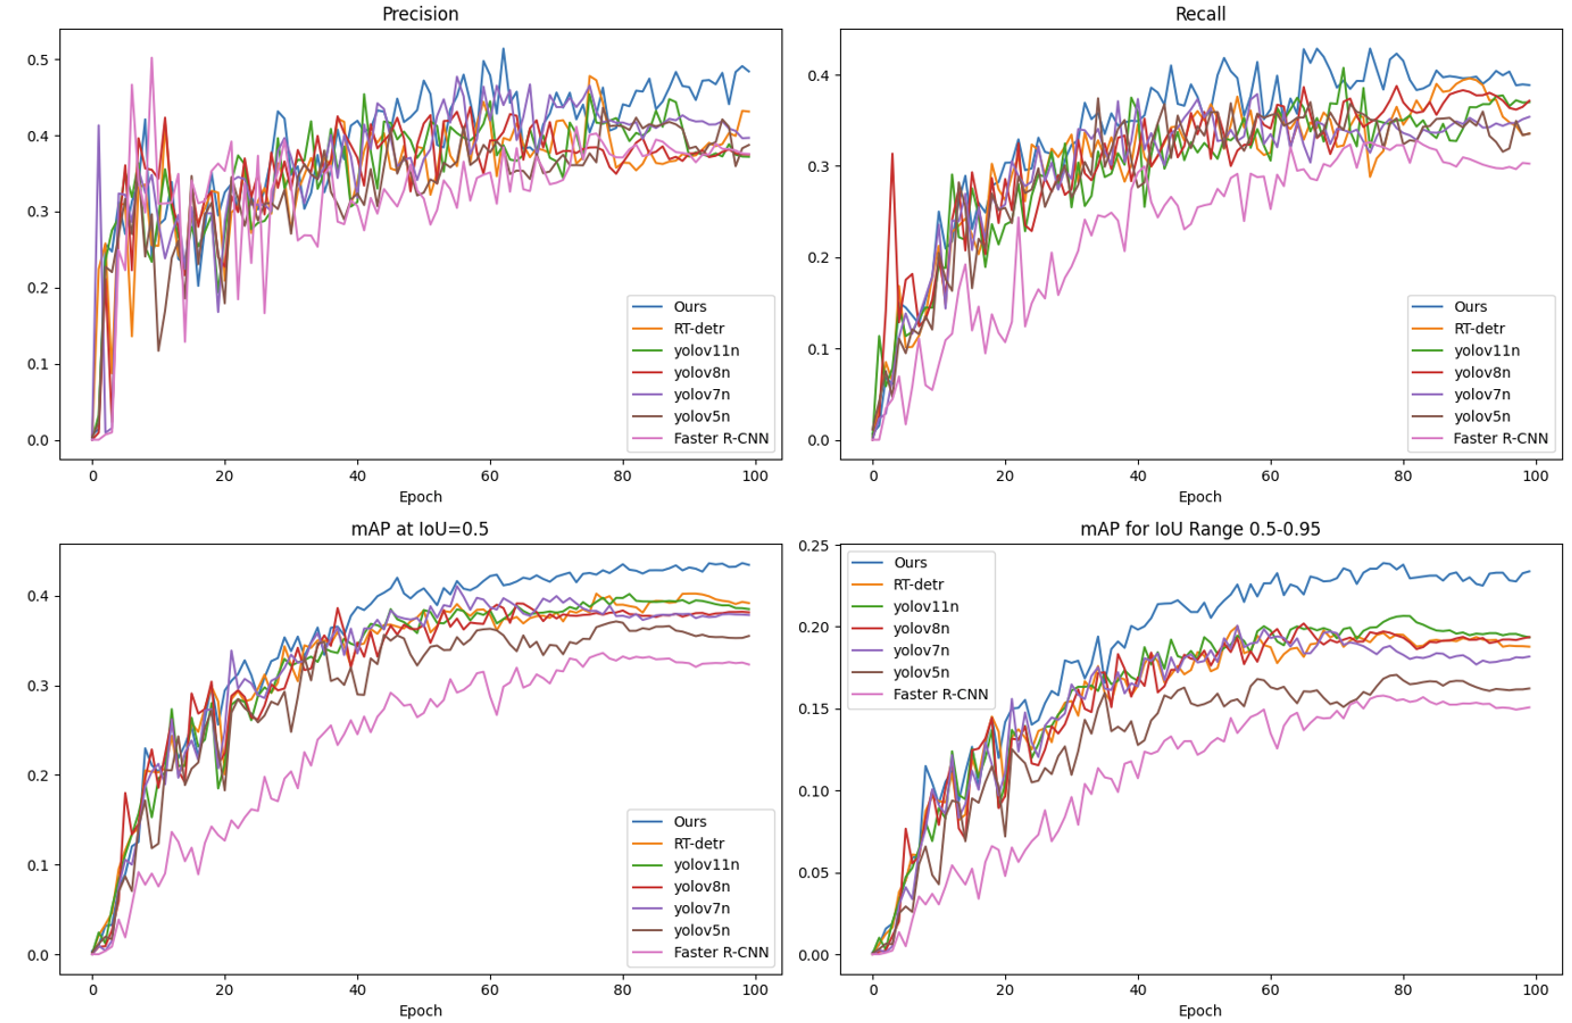 Precision
0.5
0.4
0.3
0.2
0.1
0.0
Ours
RT-detr
yolov11n
yolov8n
yolov7n
yolov5n
Faster R-CNN
0 20 40 60 80 100
Epoch
Recall
0.4
0.3
0.2
0.1
0.0
Ours
RT-detr
yolov11n
yolov8n
yolov7n
yolov5n
Faster R-CNN
0 20 40 60 80 100
Epoch
mAP at IoU=0.5
0.4
0.3
0.2
0.1
0.0
Ours
RT-detr
yolov11n
yolov8n
yolov7n
yolov5n
Faster R-CNN
0 20 40 60 80 100
Epoch
mAP for IoU Range 0.5-0.95
0.25
0.20
0.15
0.10
0.05
0.00
Ours
RT-detr
yolov11n
yolov8n
yolov7n
yolov5n
Faster R-CNN
0 20 40 60 80 100
Epoch